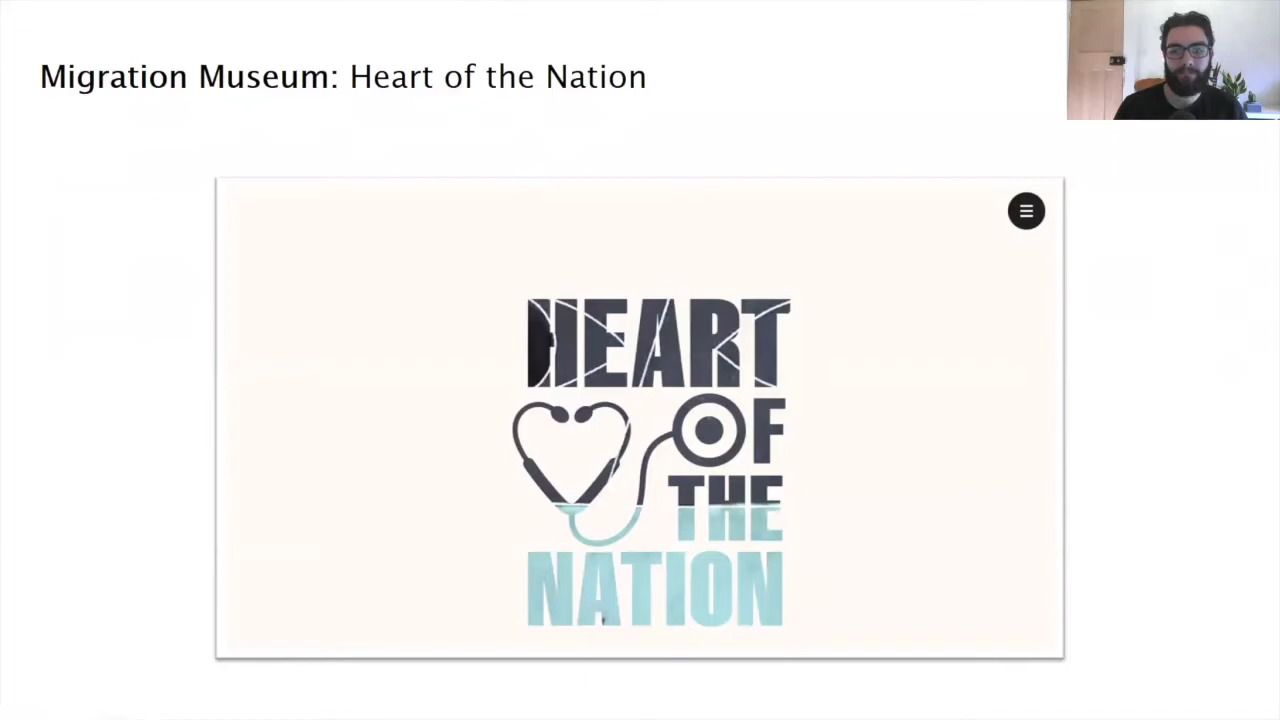 Migration Museum: Heart of the Nation
HEART
OF
THE
NATION